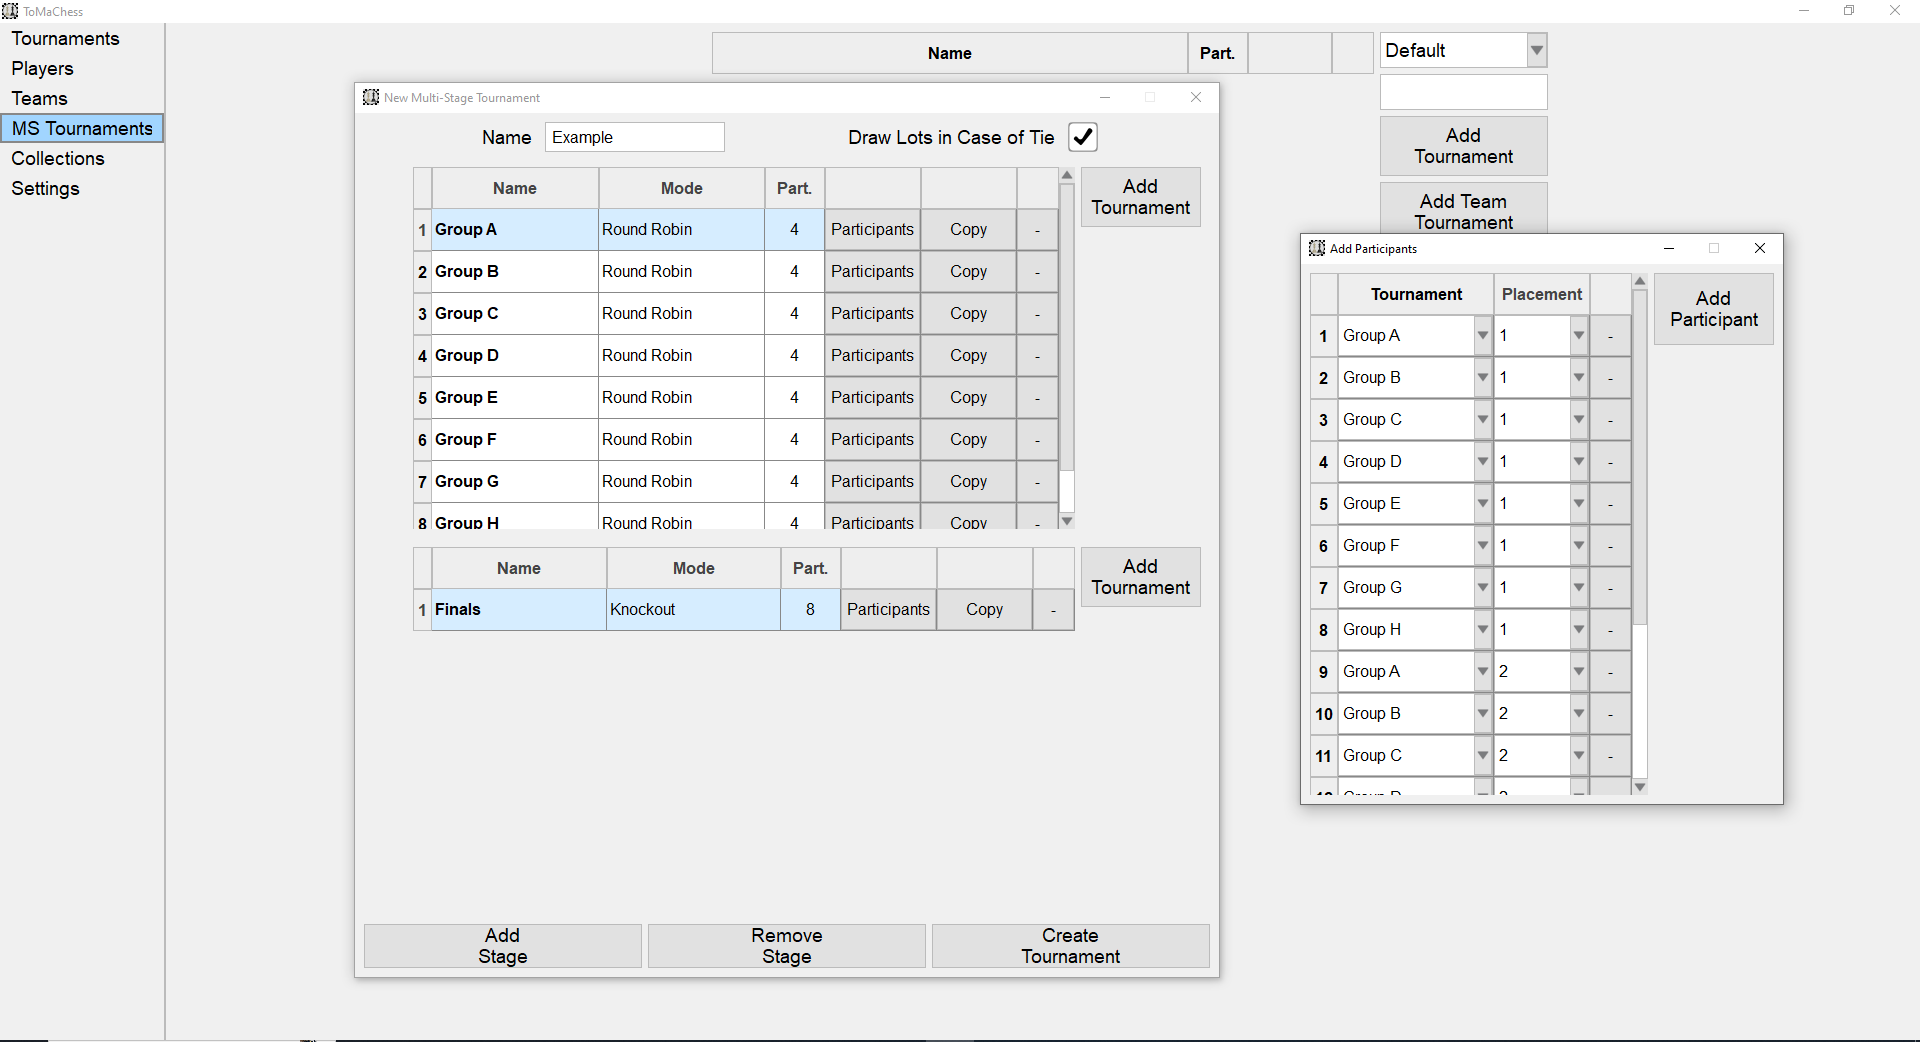 ToMaChess
Tournaments
Players
Teams
MS Tournaments
Collections
Settings
Name Part.
Default
Add
Tournament
Add Team
Tournament
New Multi-Stage Tournament
Name Example Draw Lots in Case of Tie
Name Mode Part.
1 Group A Round Robin 4 Participants Copy -
2 Group B Round Robin 4 Participants Copy -
3 Group C Round Robin 4 Participants Copy -
4 Group D Round Robin 4 Participants Copy -
5 Group E Round Robin 4 Participants Copy -
6 Group F Round Robin 4 Participants Copy -
7 Group G Round Robin 4 Participants Copy -
8 Group H Round Robin 4 Participants Copy -
Add
Tournament
Name Mode Part.
1 Finals Knockout 8 Participants Copy -
Add
Tournament
Add
Stage
Remove
Stage
Create
Tournament
Add Participants
Tournament Placement
1 Group A 1 -
2 Group B 1 -
3 Group C 1 -
4 Group D 1 -
5 Group E 1 -
6 Group F 1 -
7 Group G 1 -
8 Group H 1 -
9 Group A 2 -
10 Group B 2 -
11 Group C 2 -
Add
Participant